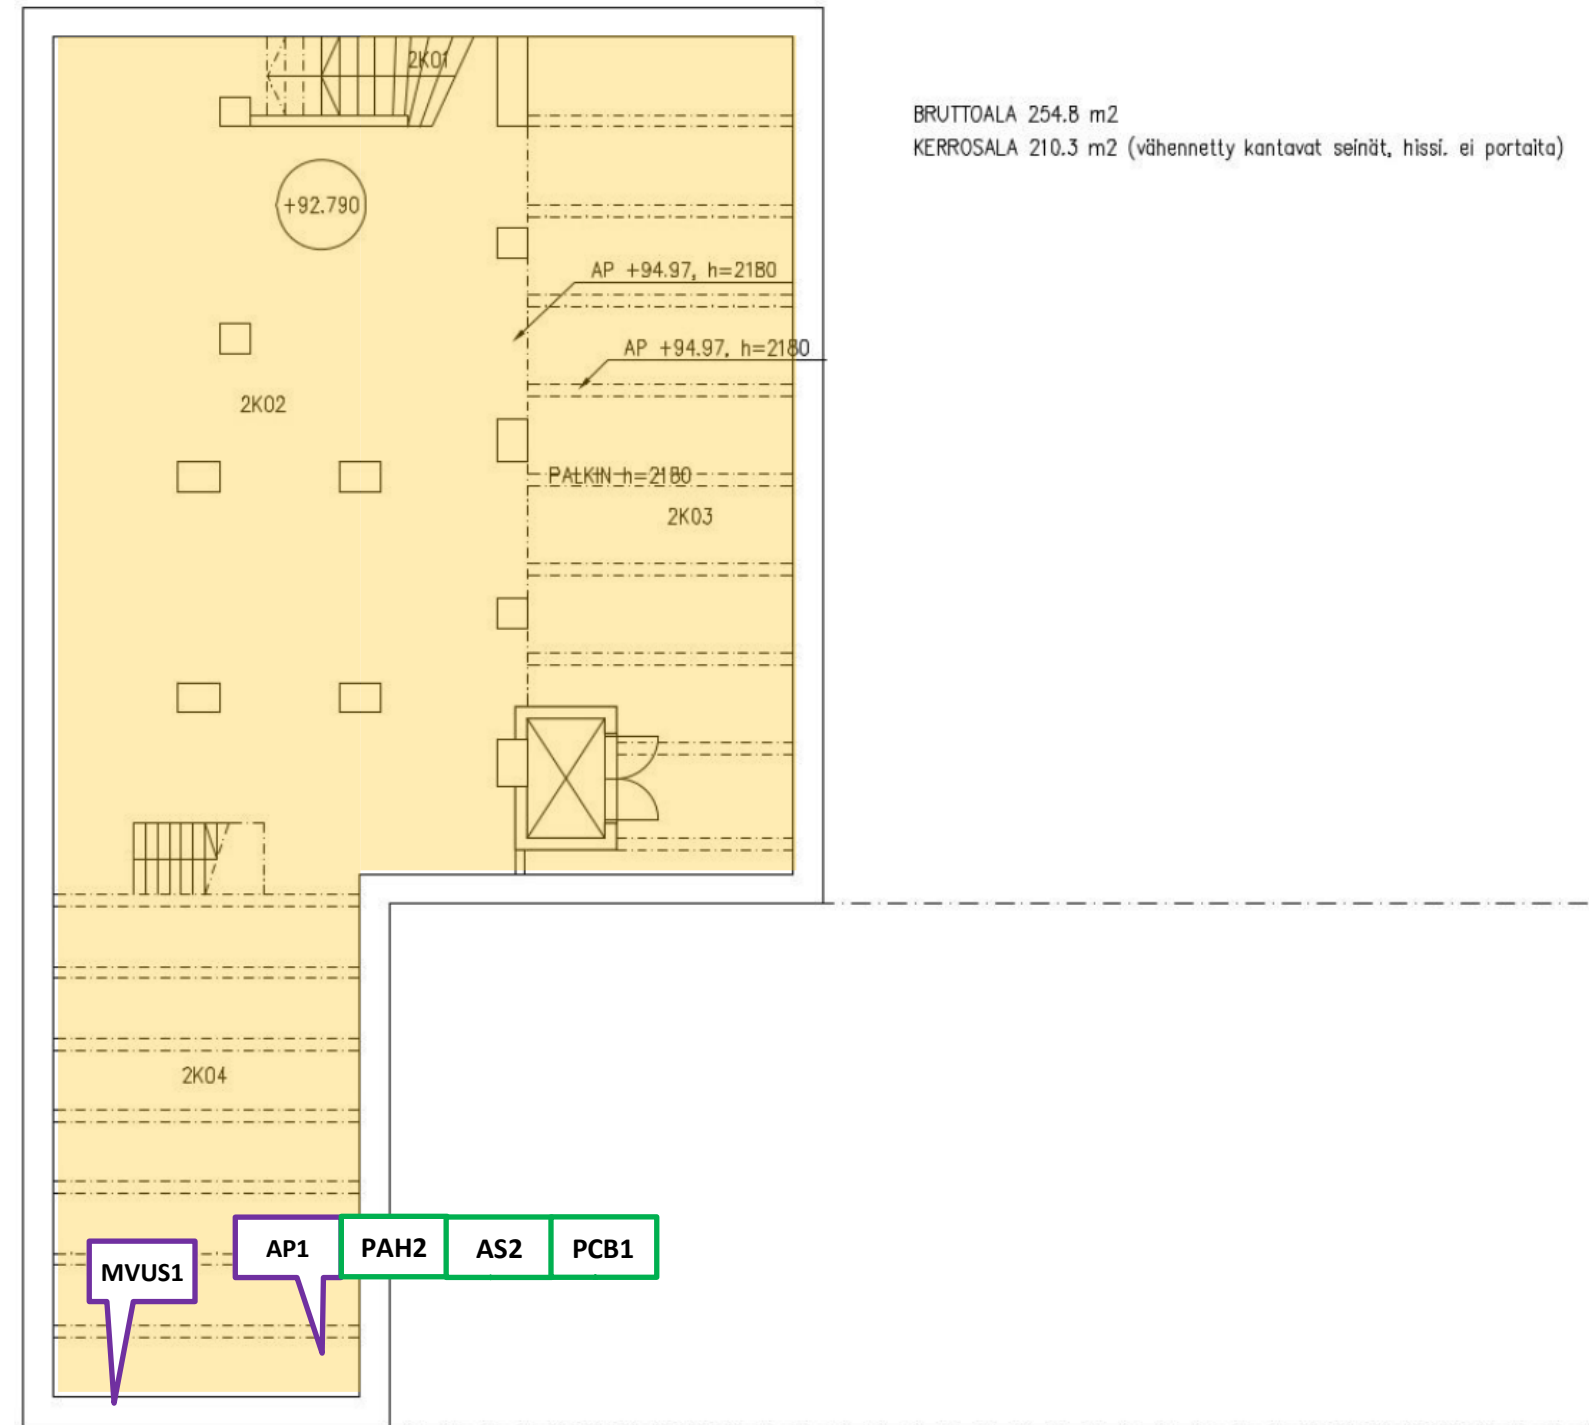 2K01
BRUTTOALA 254.8 m2
KERROSALA 210.3 m2 (vähennetty kantavat seinät, hissi. ei portaita)
+92.790
AP +94.97, h=2180
AP +94.97, h=2180
2K02
PALKIN h=2180
2K03
2K04
AP1 PAH2 AS2 PCB1
MVUS1